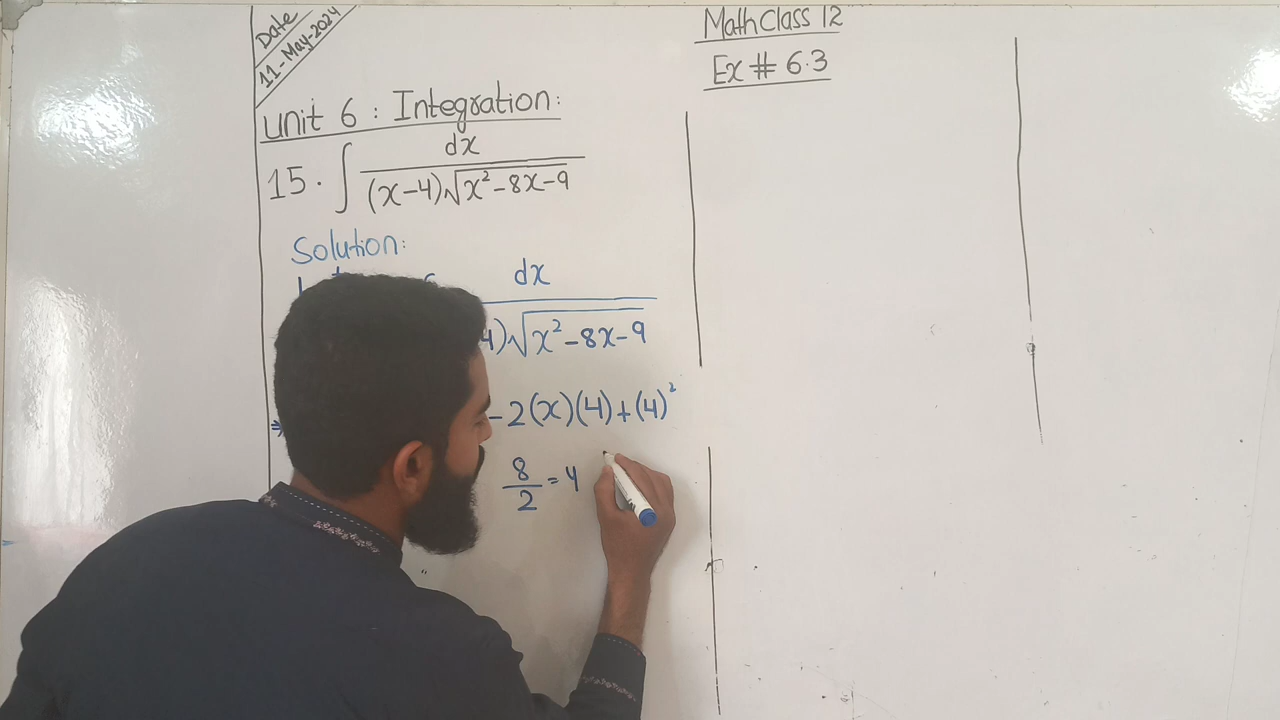 Date
11-May-2024
Math Class 12
Ex # 6.3
Unit 6 : Integration:
15. ∫ dx / (x-4)√(x²-8x-9)
Solution:
dx
4)√(x²-8x-9)
-2(x)(4)+(4)²
8/2 = 4